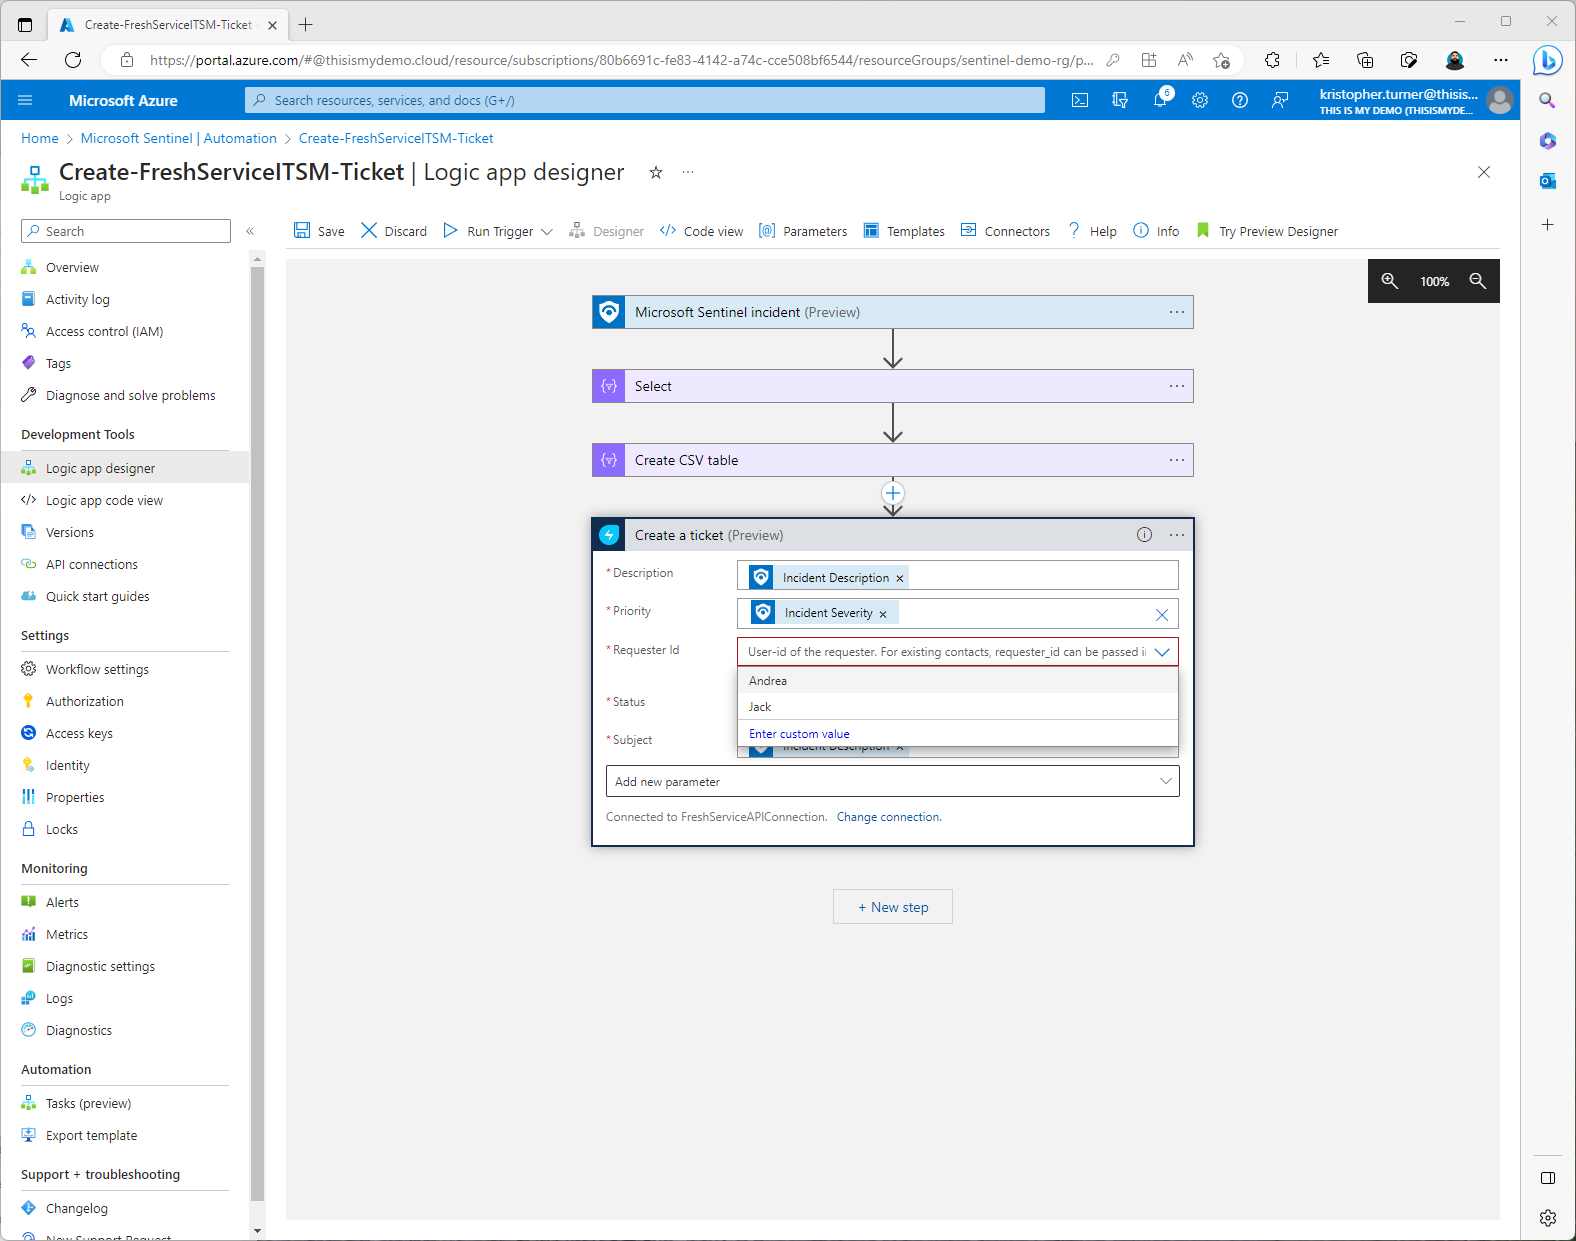 Create-FreshServiceITSM-Ticket
https://portal.azure.com/#@thisismydemo.cloud/resource/subscriptions/80b6691c-fe83-4142-a74c-cce508bf6544/resourceGroups/sentinel-demo-rg/p...
Microsoft Azure
Search resources, services, and docs (G+/)
6
kristopher.turner@thisis...
THIS IS MY DEMO (THISISMYDE...
Home > Microsoft Sentinel | Automation > Create-FreshServiceITSM-Ticket
Create-FreshServiceITSM-Ticket | Logic app designer
Logic app
Search
Save
Discard
Run Trigger
Designer
Code view
Parameters
Templates
Connectors
Help
Info
Try Preview Designer
Overview
Activity log
Access control (IAM)
Tags
Diagnose and solve problems
Development Tools
Logic app designer
Logic app code view
Versions
API connections
Quick start guides
Settings
Workflow settings
Authorization
Access keys
Identity
Properties
Locks
Monitoring
Alerts
Metrics
Diagnostic settings
Logs
Diagnostics
Automation
Tasks (preview)
Export template
Support + troubleshooting
Changelog
New Support Request
100%
Microsoft Sentinel incident (Preview)
Select
Create CSV table
Create a ticket (Preview)
* Description
Incident Description
* Priority
Incident Severity
* Requester Id
User-id of the requester. For existing contacts, requester_id can be passed i
Andrea
Jack
Enter custom value
* Status
* Subject
Incident Description
Add new parameter
Connected to FreshServiceAPIConnection. Change connection.
+ New step